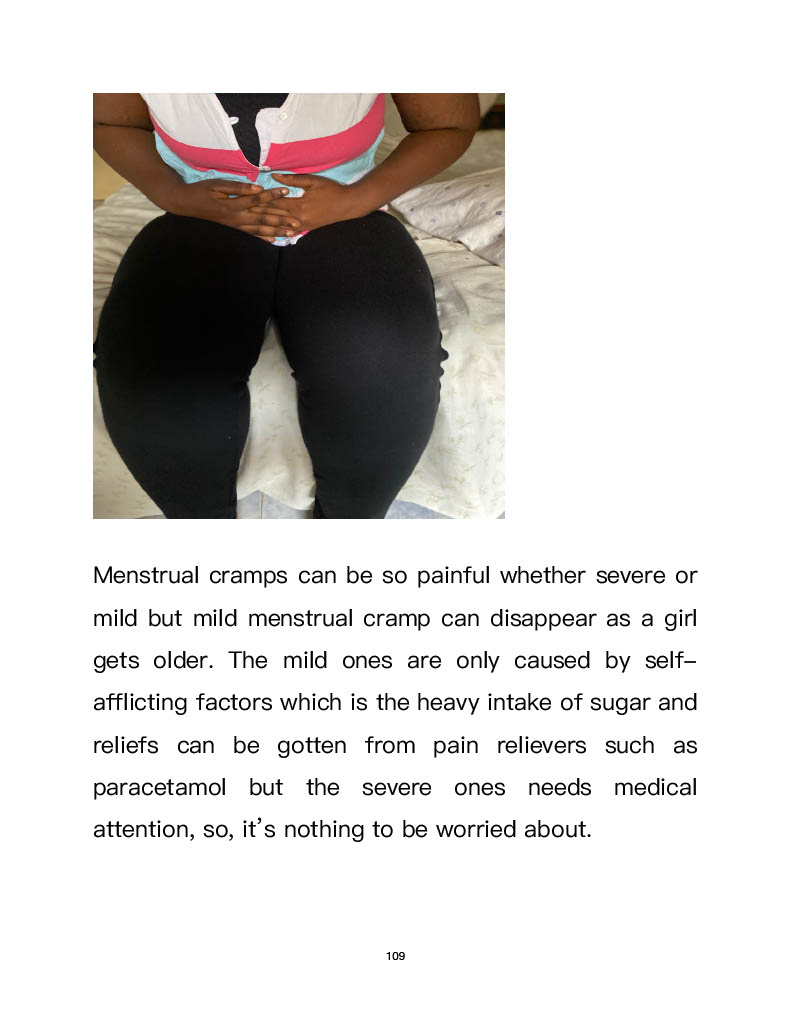 Menstrual cramps can be so painful whether severe or
mild but mild menstrual cramp can disappear as a girl
gets older. The mild ones are only caused by self–
afflicting factors which is the heavy intake of sugar and
reliefs can be gotten from pain relievers such as
paracetamol but the severe ones needs medical
attention, so, it’s nothing to be worried about.
109